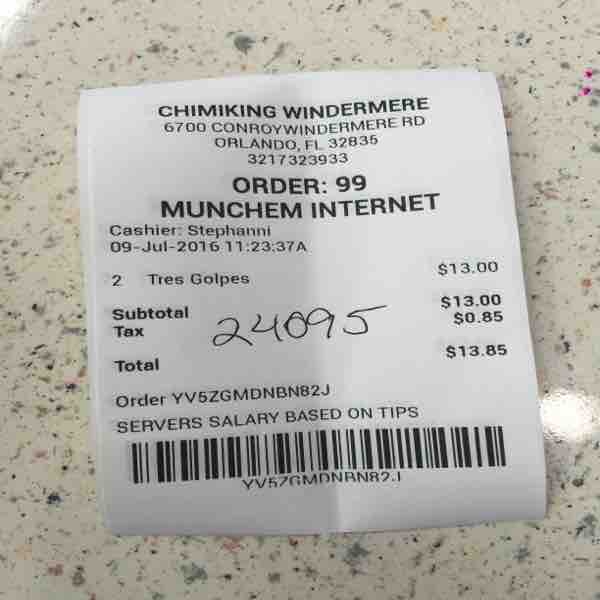 CHIMIKING WINDERMERE
6700 CONROYWINDERMERE RD
ORLANDO, FL 32835
3217323933
ORDER: 99
MUNCHEM INTERNET
Cashier: Stephanni
09-Jul-2016 11:23:37A
2 Tres Golpes $13.00
Subtotal $13.00
Tax $0.85
24095
Total $13.85
Order YV5ZGMDNBN82J
SERVERS SALARY BASED ON TIPS
YV5ZGMDNBN82J